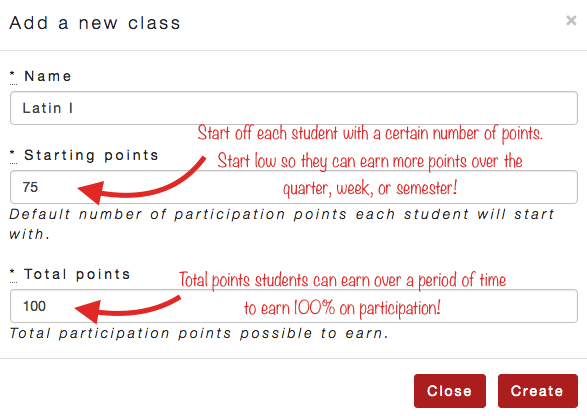 Add a new class ×
* Name
Latin I
Start off each student with a certain number of points.
* Starting points
Start low so they can earn more points over the
75
quarter, week, or semester!
Default number of participation points each student will start
with.
* Total points
Total points students can earn over a period of time
100
to earn 100% on participation!
Total participation points possible to earn.
Close Create